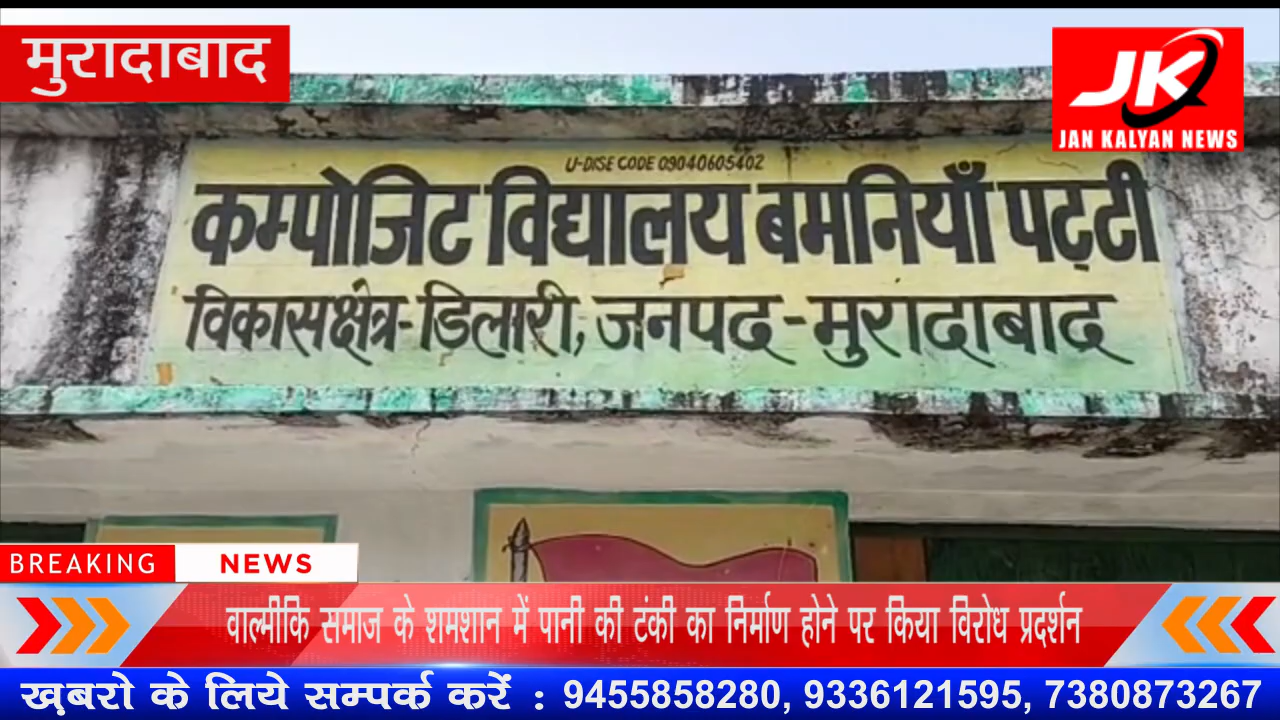 मुरादाबाद
JK
JAN KALYAN NEWS
U-DISE CODE 09040605402
कम्पोजिट विद्यालय बमनियाँ पट्टी
विकासक्षेत्र-डिलारी, जनपद-मुरादाबाद
BREAKING NEWS
वाल्मीकि समाज के शमशान में पानी की टंकी का निर्माण होने पर किया विरोध प्रदर्शन
ख़बरो के लिये सम्पर्क करें : 9455858280, 9336121595, 7380873267